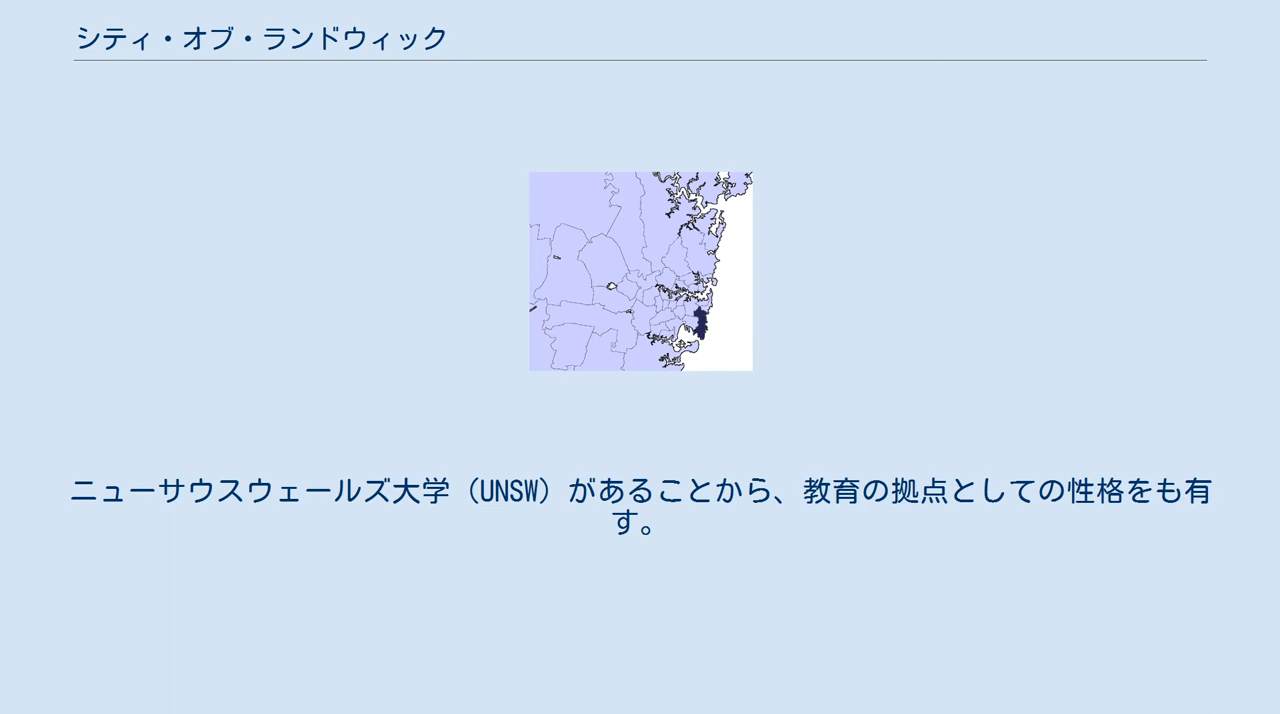 シティ・オブ・ランドウィック
ニューサウスウェールズ大学（UNSW）があることから、教育の拠点としての性格をも有
す。